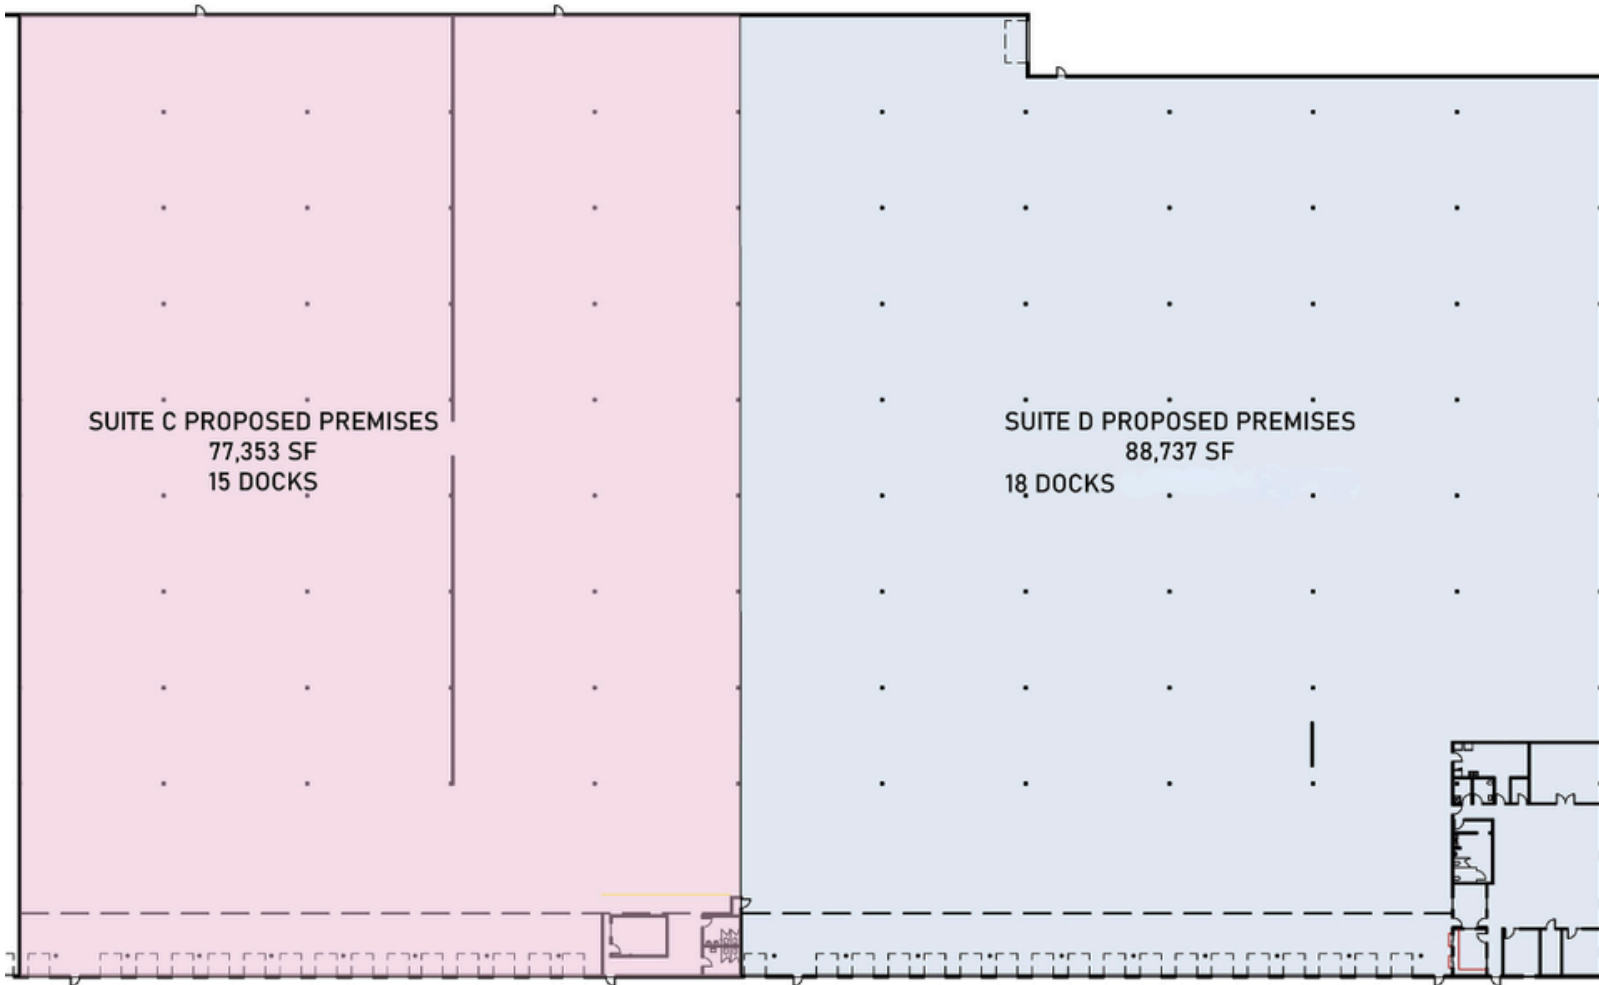 SUITE C PROPOSED PREMISES
77,353 SF
15 DOCKS
SUITE D PROPOSED PREMISES
88,737 SF
18 DOCKS